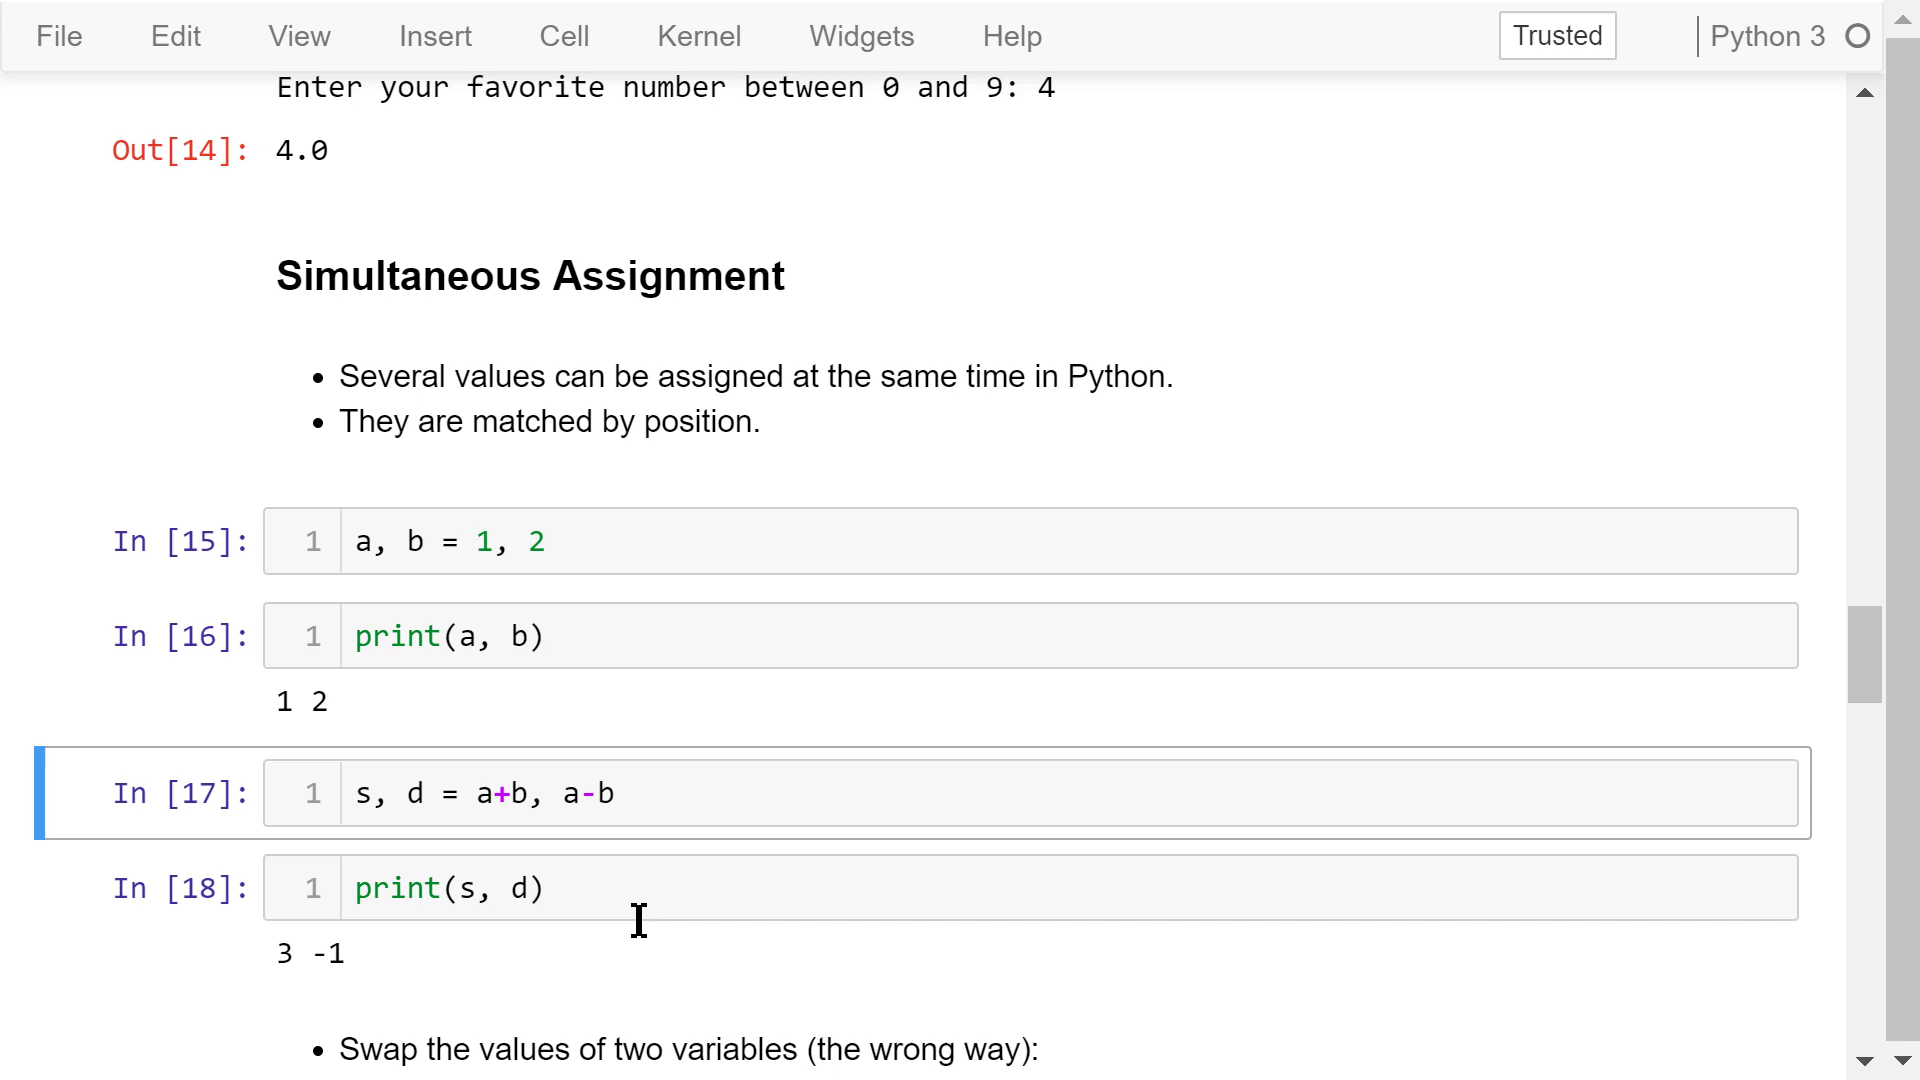 File Edit View Insert Cell Kernel Widgets Help Trusted Python 3
Enter your favorite number between 0 and 9: 4
Out[14]: 4.0
Simultaneous Assignment
• Several values can be assigned at the same time in Python.
• They are matched by position.
In [15]: 1 a, b = 1, 2
In [16]: 1 print(a, b)
1 2
In [17]: 1 s, d = a+b, a-b
In [18]: 1 print(s, d)
3 -1
• Swap the values of two variables (the wrong way):